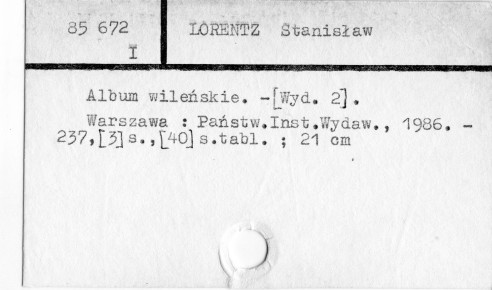 85 672
I
LORENTZ Stanisław
Album wileńskie. -[Wyd. 2].
Warszawa : Państw.Inst.Wydaw., 1986. -
237,[3]s.,[40]s.tabl. ; 21 cm